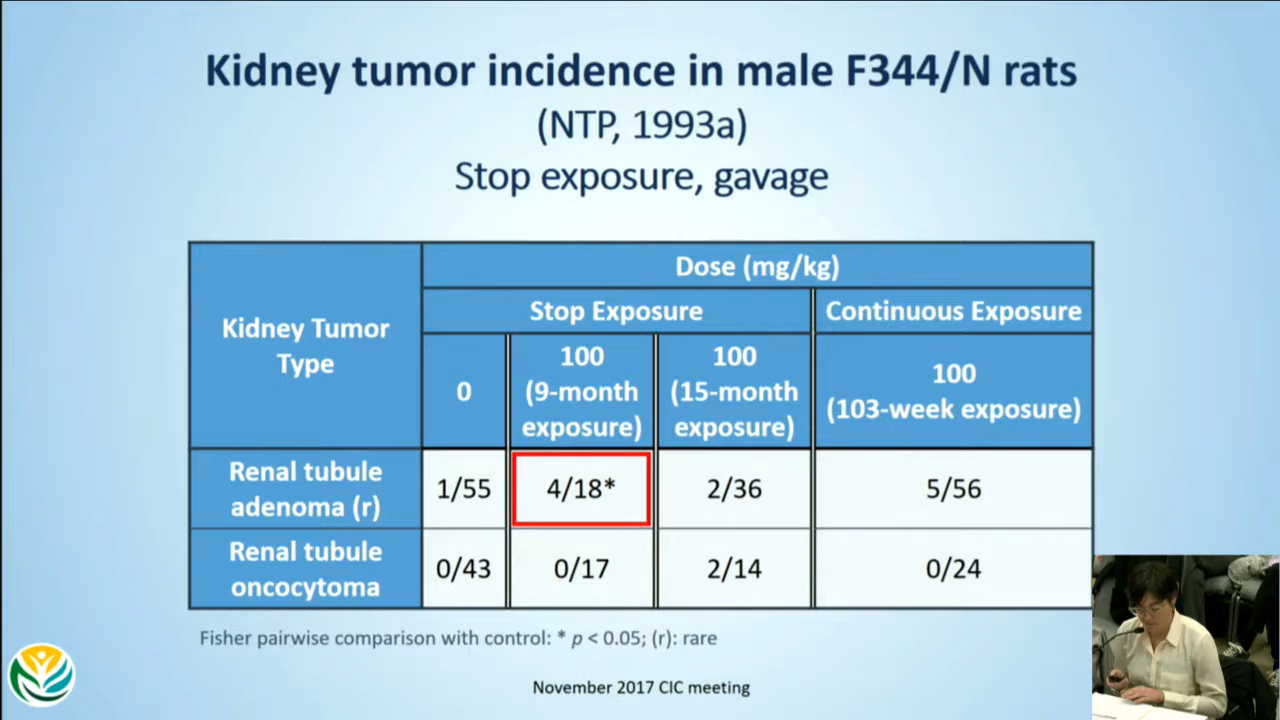 Kidney tumor incidence in male F344/N rats
(NTP, 1993a)
Stop exposure, gavage
Kidney Tumor
Type
Dose (mg/kg)
Stop Exposure
Continuous Exposure
0
100
(9-month
exposure)
100
(15-month
exposure)
100
(103-week exposure)
Renal tubule
adenoma (r)
1/55
4/18*
2/36
5/56
Renal tubule
oncocytoma
0/43
0/17
2/14
0/24
Fisher pairwise comparison with control: * p < 0.05; (r): rare
November 2017 CIC meeting